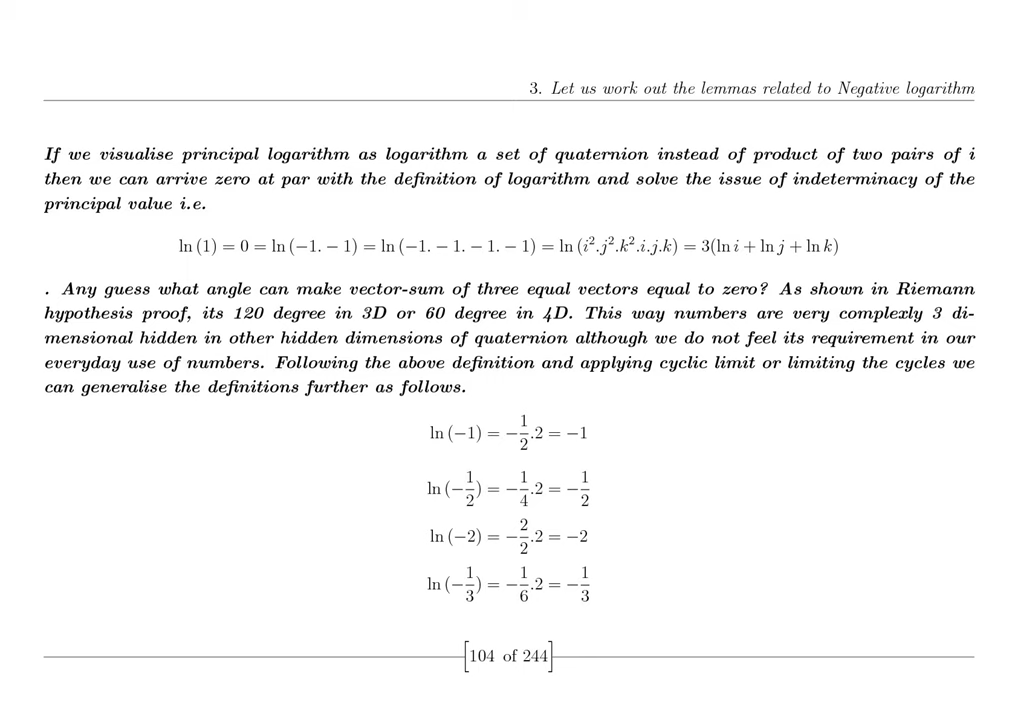 3. Let us work out the lemmas related to Negative logarithm
If we visualise principal logarithm as logarithm a set of quaternion instead of product of two pairs of i
then we can arrive zero at par with the definition of logarithm and solve the issue of indeterminacy of the
principal value i.e.
ln (1) = 0 = ln (−1. − 1) = ln (−1. − 1. − 1. − 1) = ln (i².j².k².i.j.k) = 3(ln i + ln j + ln k)
. Any guess what angle can make vector-sum of three equal vectors equal to zero? As shown in Riemann
hypothesis proof, its 120 degree in 3D or 60 degree in 4D. This way numbers are very complexly 3 di-
mensional hidden in other hidden dimensions of quaternion although we do not feel its requirement in our
everyday use of numbers. Following the above definition and applying cyclic limit or limiting the cycles we
can generalise the definitions further as follows.
ln (−1) = −1/2.2 = −1
ln (−1/2) = −1/4.2 = −1/2
ln (−2) = −2/2.2 = −2
ln (−1/3) = −1/6.2 = −1/3
[104 of 244]